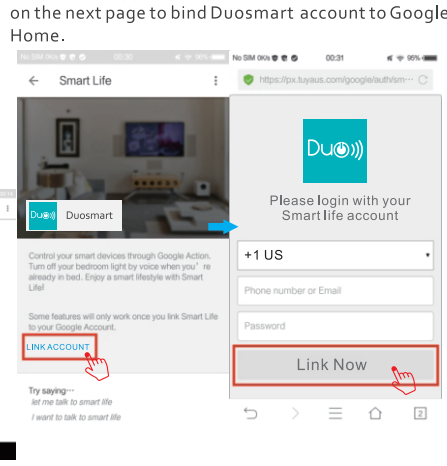 on the next page to bind Duosmart account to Google
Home.
No SIM 0K/s 00:30 96%
← Smart Life
Duo Duosmart
Control your smart devices through Google Action.
Turn off your bedroom light by voice when you're
already in bed. Enjoy a smart lifestyle with Smart
Life!
Some features will only work once you link Smart Life
to your Google Account.
LINK ACCOUNT
Try saying···
let me talk to smart life
I want to talk to smart life
No SIM 0K/s 00:31 95%
https://px.tuyaus.com/google/auth/sm···
Duo
Please login with your
Smart life account
+1 US
Phone number or Email
Password
Link Now
2